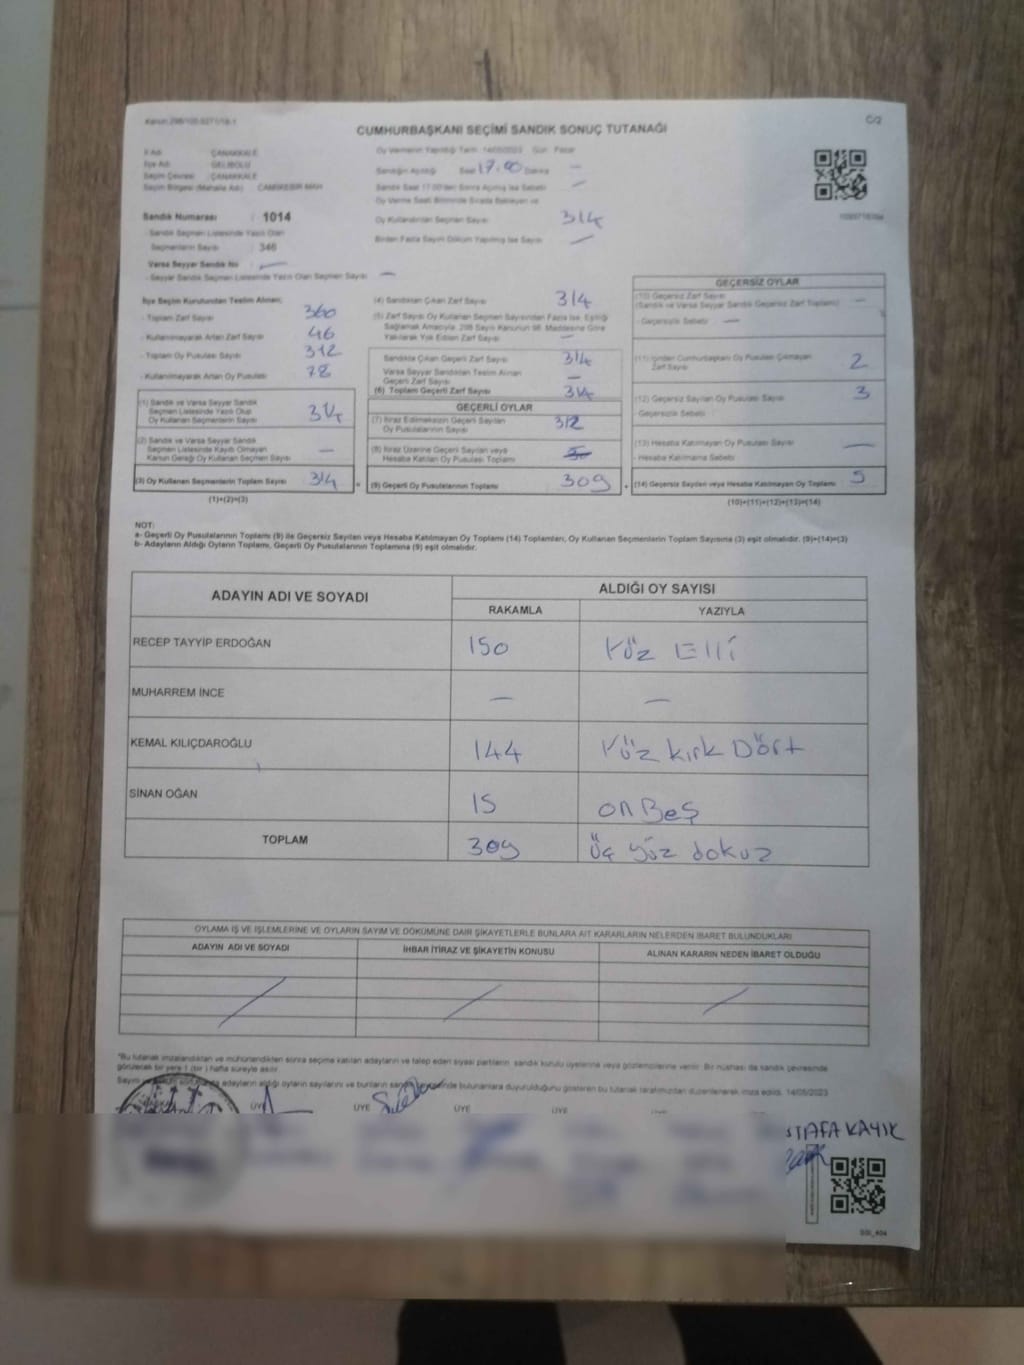 Kanun:298/105,6271/18-1
C/2
CUMHURBAŞKANI SEÇİMİ SANDIK SONUÇ TUTANAĞI
İl Adı : ÇANAKKALE
İlçe Adı : GELİBOLU
Seçim Çevresi : ÇANAKKALE
Seçim Bölgesi (Mahalle Adı) :
Oy Vermenin Yapıldığı Tarih: 14/05/2023 Gün: Pazar
Sandığın Açıldığı Saat 17.00 Dakika —
Sandık Saat 17:00'den Sonra Açılmış İse Sebebi —
Oy Verme Saati Bitiminde Sırada Bekleyen ve
Oy Kullandırılan Seçmen Sayısı 314
Birden Fazla Sayım Döküm Yapılmış İse Sayısı —
Sandık Numarası : 1014
- Sandık Seçmen Listesinde Yazılı Olan
Seçmenlerin Sayısı : 346
Varsa Seyyar Sandık No : —
- Seyyar Sandık Seçmen Listesinde Yazılı Olan Seçmen Sayısı —
İlçe Seçim Kurulundan Teslim Alınan;
- Toplam Zarf Sayısı 360
- Kullanılmayarak Artan Zarf Sayısı 46
- Toplam Oy Pusulası Sayısı
- Kullanılmayarak Artan Oy Pusulası 78
(1) Sandık ve Varsa Seyyar Sandık
Seçmen Listesinde Yazılı Olup
Oy Kullanan Seçmenlerin Sayısı 314
(2) Sandık ve Varsa Seyyar Sandık
Seçmen Listesinde Kayıtlı Olmayan
Kanun Gereği Oy Kullanan Seçmen Sayısı —
(3) Oy Kullanan Seçmenlerin Toplam Sayısı 314
(1)+(2)=(3)
(4) Sandıktan Çıkan Zarf Sayısı 314
(5) Zarf Sayısı Oy Kullanan Seçmen Sayısından Fazla İse, Eşitliği
Sağlamak Amacıyla, 298 Sayılı Kanunun 98. Maddesine Göre
Yakılarak Yok Edilen Zarf Sayısı —
Sandıkta Çıkan Geçerli Zarf Sayısı 314
Varsa Seyyar Sandıktan Teslim Alınan
Geçerli Zarf Sayısı —
(6) Toplam Geçerli Zarf Sayısı 314
GEÇERLİ OYLAR
(7) İtiraz Edilmeksizin Geçerli Sayılan
Oy Pusulalarının Sayısı 312
(8) İtiraz Üzerine Geçerli Sayılan veya
Hesaba Katılan Oy Pusulası Toplamı
(9) Geçerli Oy Pusulalarının Toplamı 309
GEÇERSİZ OYLAR
(10) Geçersiz Zarf Sayısı
(Sandık ve Varsa Seyyar Sandık Geçersiz Zarf Toplamı) —
- Geçersizlik Sebebi : —
(11) İçinden Cumhurbaşkanı Oy Pusulası Çıkmayan
Zarf Sayısı 2
(12) Geçersiz Sayılan Oy Pusulası Sayısı 3
- Geçersizlik Sebebi :
(13) Hesaba Katılmayan Oy Pusulası Sayısı —
- Hesaba Katılmama Sebebi :
(14) Geçersiz Sayılan veya Hesaba Katılmayan Oy Toplamı 5
(10)+(11)+(12)+(13)=(14)
NOT:
a- Geçerli Oy Pusulalarının Toplamı (9) ile Geçersiz Sayılan veya Hesaba Katılmayan Oy Toplamı (14) Toplamları, Oy Kullanan Seçmenlerin Toplam Sayısına (3) eşit olmalıdır. (9)+(14)=(3)
b- Adayların Aldığı Oyların Toplamı, Geçerli Oy Pusulalarının Toplamına (9) eşit olmalıdır.
ADAYIN ADI VE SOYADI ALDIĞI OY SAYISI
RAKAMLA YAZIYLA
RECEP TAYYİP ERDOĞAN 150 Yüz Elli
MUHARREM İNCE — —
KEMAL KILIÇDAROĞLU 144 Yüz kırk Dört
SİNAN OĞAN 15 on Beş
TOPLAM 309 üç yüz dokuz
OYLAMA İŞ VE İŞLEMLERİNE VE OYLARIN SAYIM VE DÖKÜMÜNE DAİR ŞİKAYETLERLE BUNLARA AİT KARARLARIN NELERDEN İBARET BULUNDUKLARI
ADAYIN ADI VE SOYADI İHBAR İTİRAZ VE ŞİKAYETİN KONUSU ALINAN KARARIN NEDEN İBARET OLDUĞU
"Bu tutanak imzalandıktan ve mühürlendikten sonra seçime katılan adayların ve talep eden siyasi partilerin sandık kurulu üyelerine veya gözlemcilerine verilir. Bir nüshası da sandık çevresinde
görülecek bir yere 1 (bir) hafta süreyle asılır.
adayların aldığı oyların sayılarını ve bunların bulunanlara duyurulduğunu gösteren bu tutanak tarafımızdan düzenlenerek imza edildi. 14/05/2023
ÜYE ÜYE ÜYE ÜYE
STAFA KAYIK